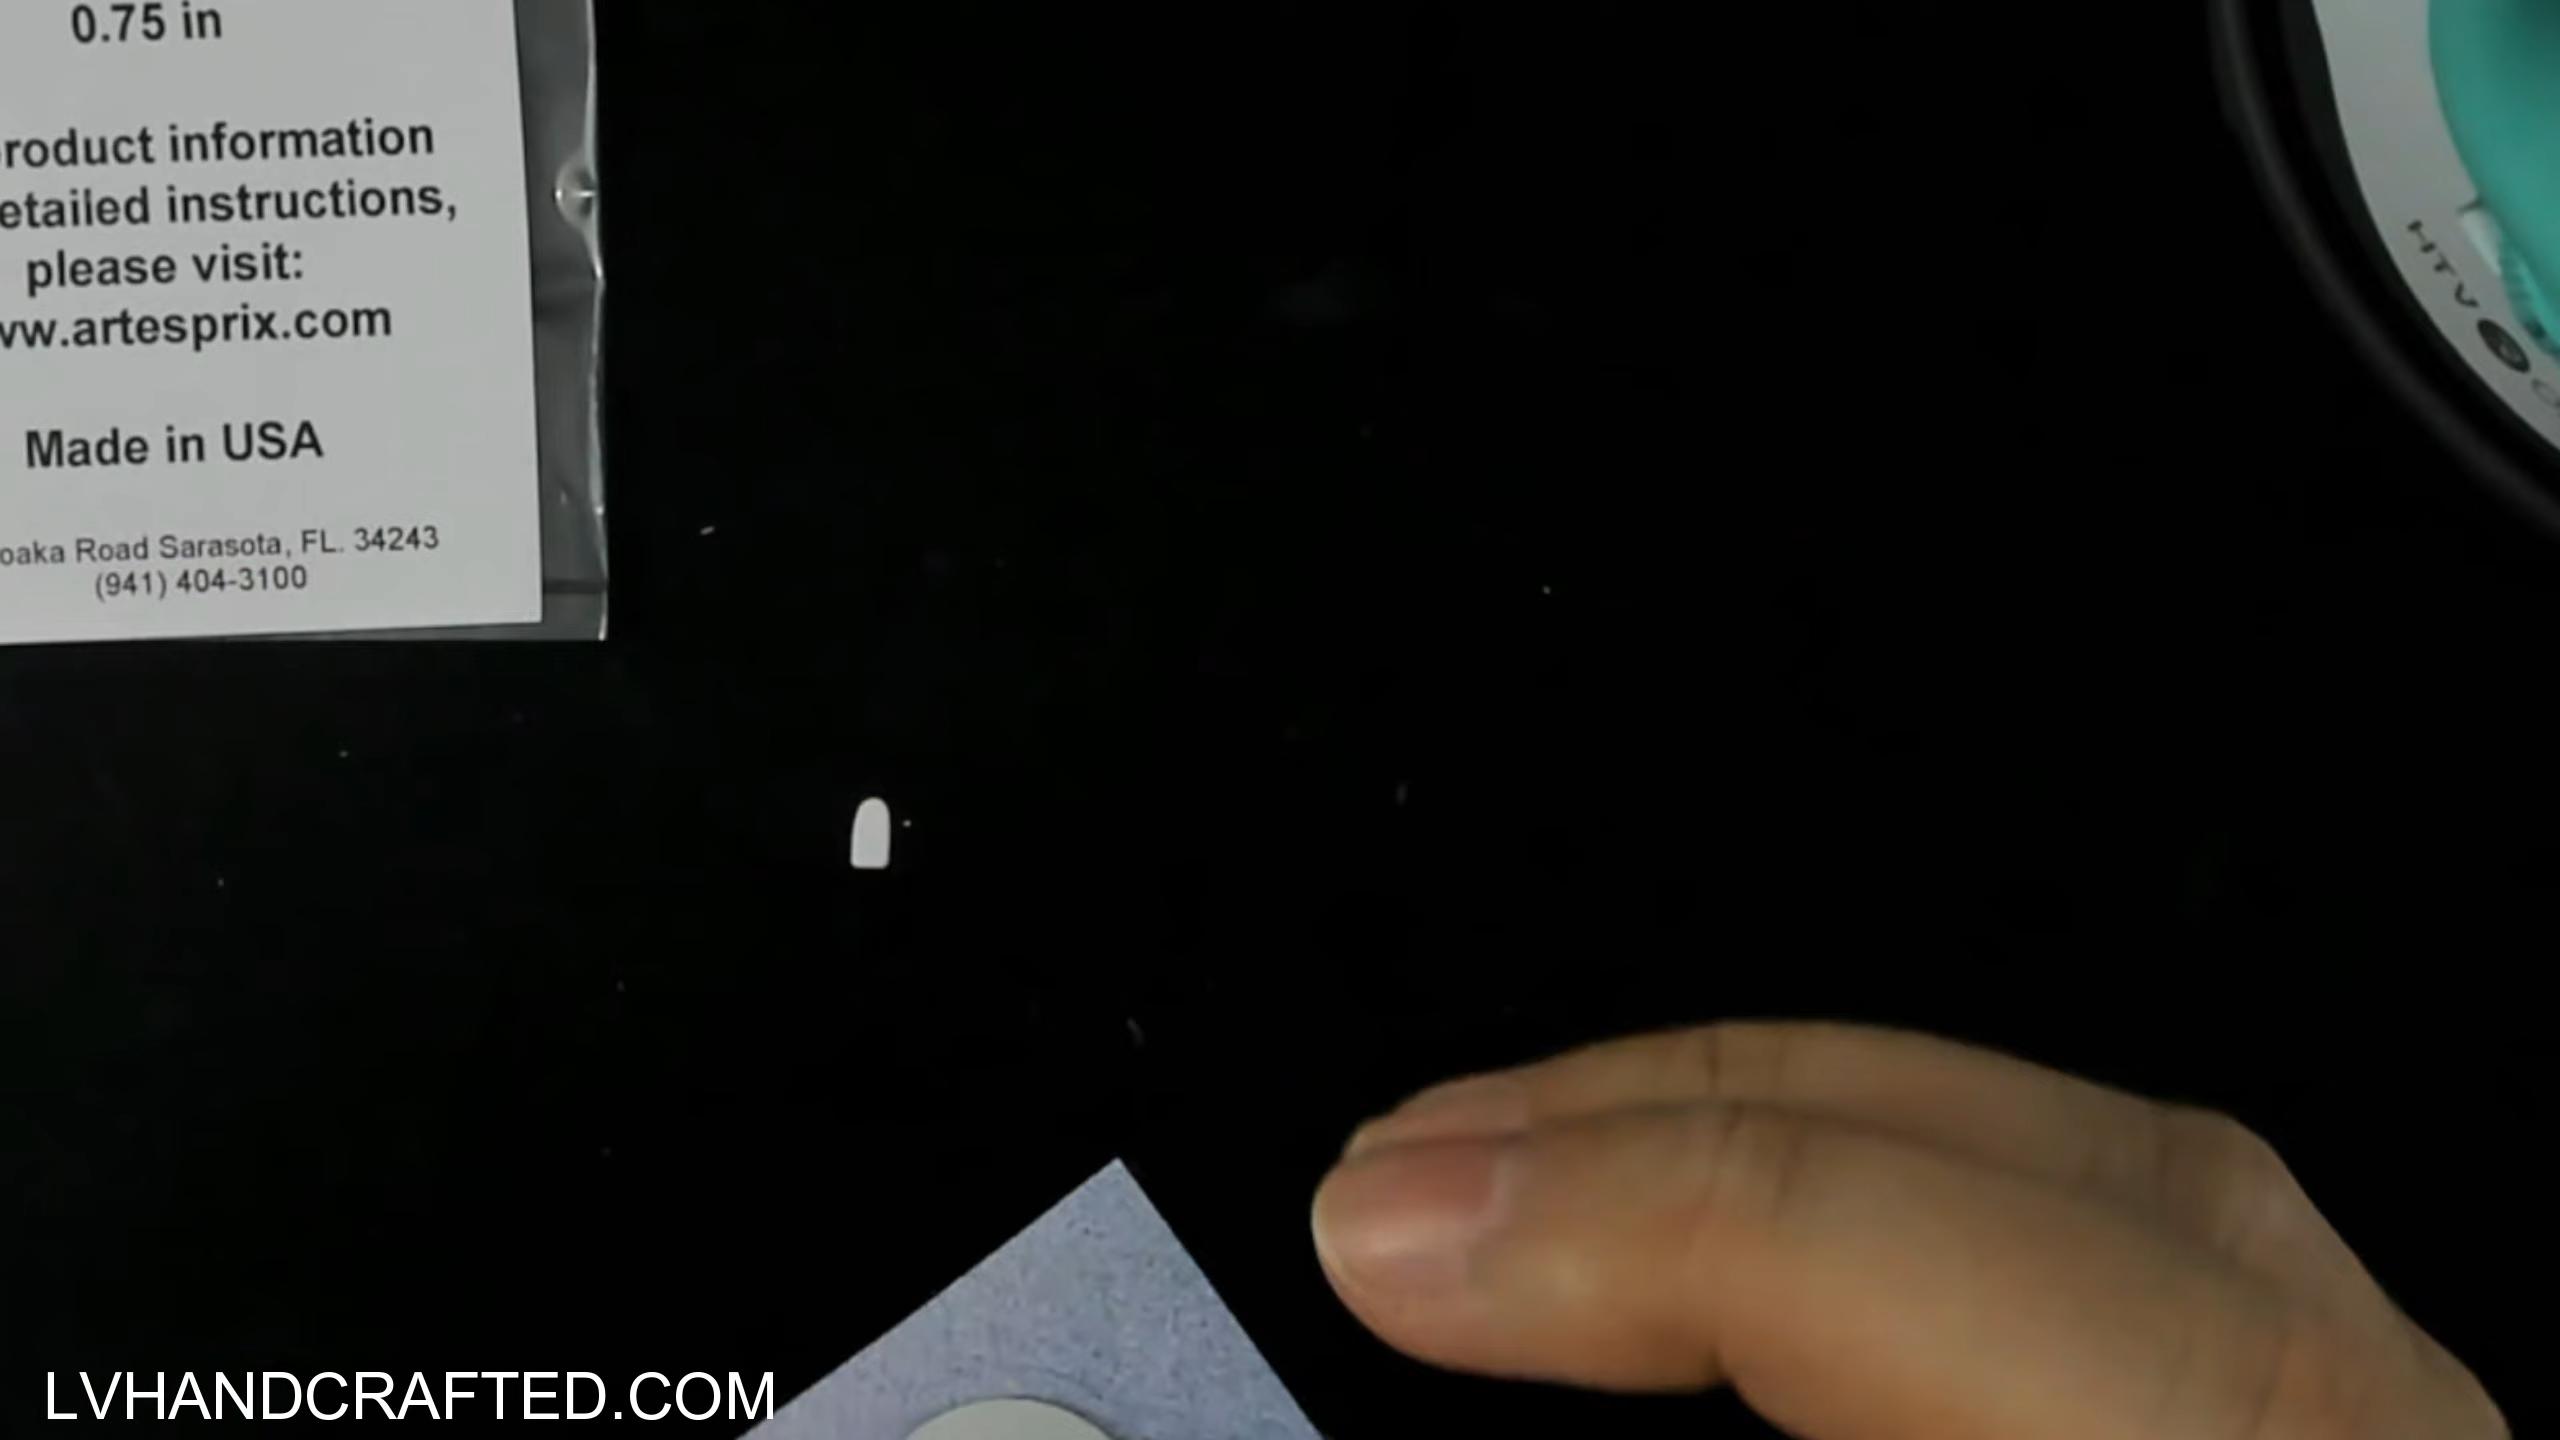 0.75 in
roduct information
etailed instructions,
please visit:
vw.artesprix.com
Made in USA
oaka Road Sarasota, FL. 34243
(941) 404-3100
HTV
LVHANDCRAFTED.COM